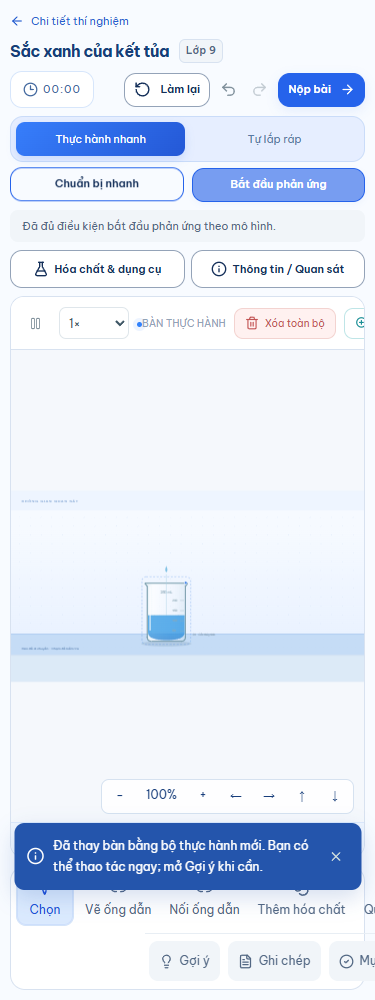 Chi tiết thí nghiệm
Sắc xanh của kết tủa Lớp 9
00:00 Làm lại Nộp bài
Thực hành nhanh Tự lắp ráp
Chuẩn bị nhanh Bắt đầu phản ứng
Đã đủ điều kiện bắt đầu phản ứng theo mô hình.
Hóa chất & dụng cụ Thông tin / Quan sát
1× BÀN THỰC HÀNH Xóa toàn bộ
− 100% + ← → ↑ ↓
Đã thay bàn bằng bộ thực hành mới. Bạn có
thể thao tác ngay; mở Gợi ý khi cần.
Chọn Vẽ ống dẫn Nối ống dẫn Thêm hóa chất
Gợi ý Ghi chép